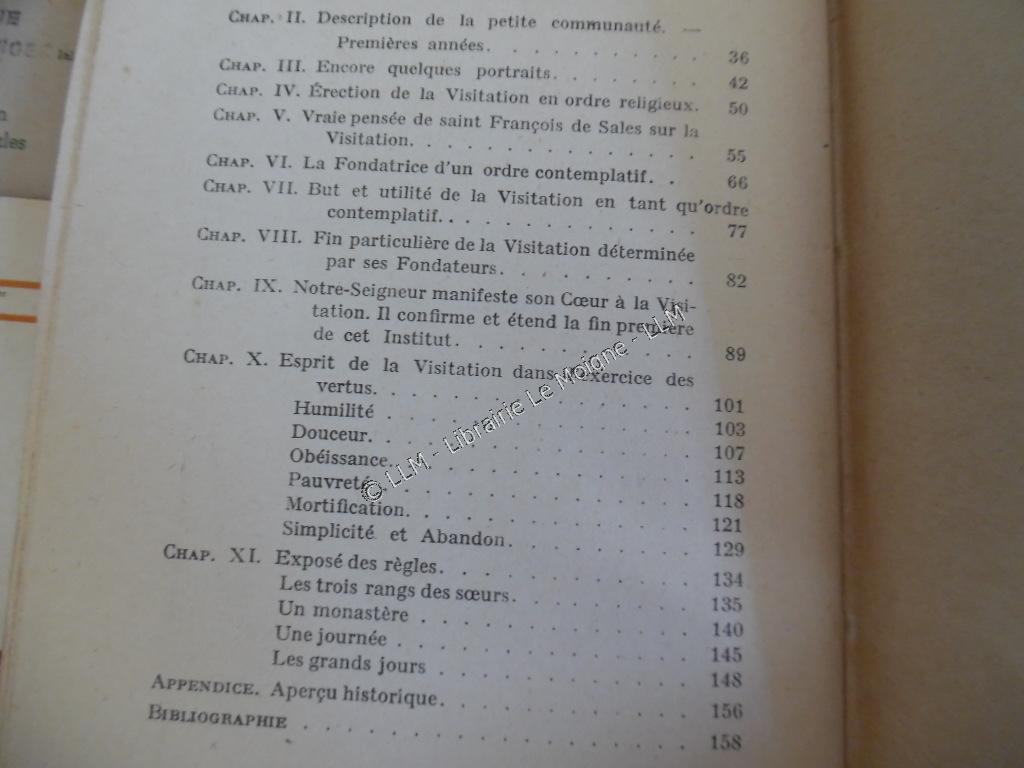 CHAP. II. Description de la petite communauté. —
Premières années. . . . . . . . . . 36
CHAP. III. Encore quelques portraits. . . . . . . 42
CHAP. IV. Érection de la Visitation en ordre religieux. 50
CHAP. V. Vraie pensée de saint François de Sales sur la
Visitation. . . . . . . . . . . . . . 55
CHAP. VI. La Fondatrice d'un ordre contemplatif. . . 66
CHAP. VII. But et utilité de la Visitation en tant qu'ordre
contemplatif. . . . . . . . . . . . . 77
CHAP. VIII. Fin particulière de la Visitation déterminée
par ses Fondateurs. . . . . . . . . 82
CHAP. IX. Notre-Seigneur manifeste son Cœur à la Visi-
tation. Il confirme et étend la fin première
de cet Institut. . . . . . . . . . . 89
CHAP. X. Esprit de la Visitation dans l'exercice des
vertus. . . . . . . . . . . . . . . 101
Humilité . . . . . . . . . . . . . . 103
Douceur. . . . . . . . . . . . . . . 107
Obéissance. . . . . . . . . . . . . . 113
Pauvreté. . . . . . . . . . . . . . . 118
Mortification. . . . . . . . . . . . . 121
Simplicité et Abandon. . . . . . . . . 129
CHAP. XI. Exposé des règles. . . . . . . . . . . 134
Les trois rangs des sœurs. . . . . . . . 135
Un monastère . . . . . . . . . . . . 140
Une journée . . . . . . . . . . . . . 145
Les grands jours . . . . . . . . . . . 148
APPENDICE. Aperçu historique. . . . . . . . . . . 156
BIBLIOGRAPHIE . . . . . . . . . . . . . . . . 158
© LLM - Librairie Le Moigne - LLM